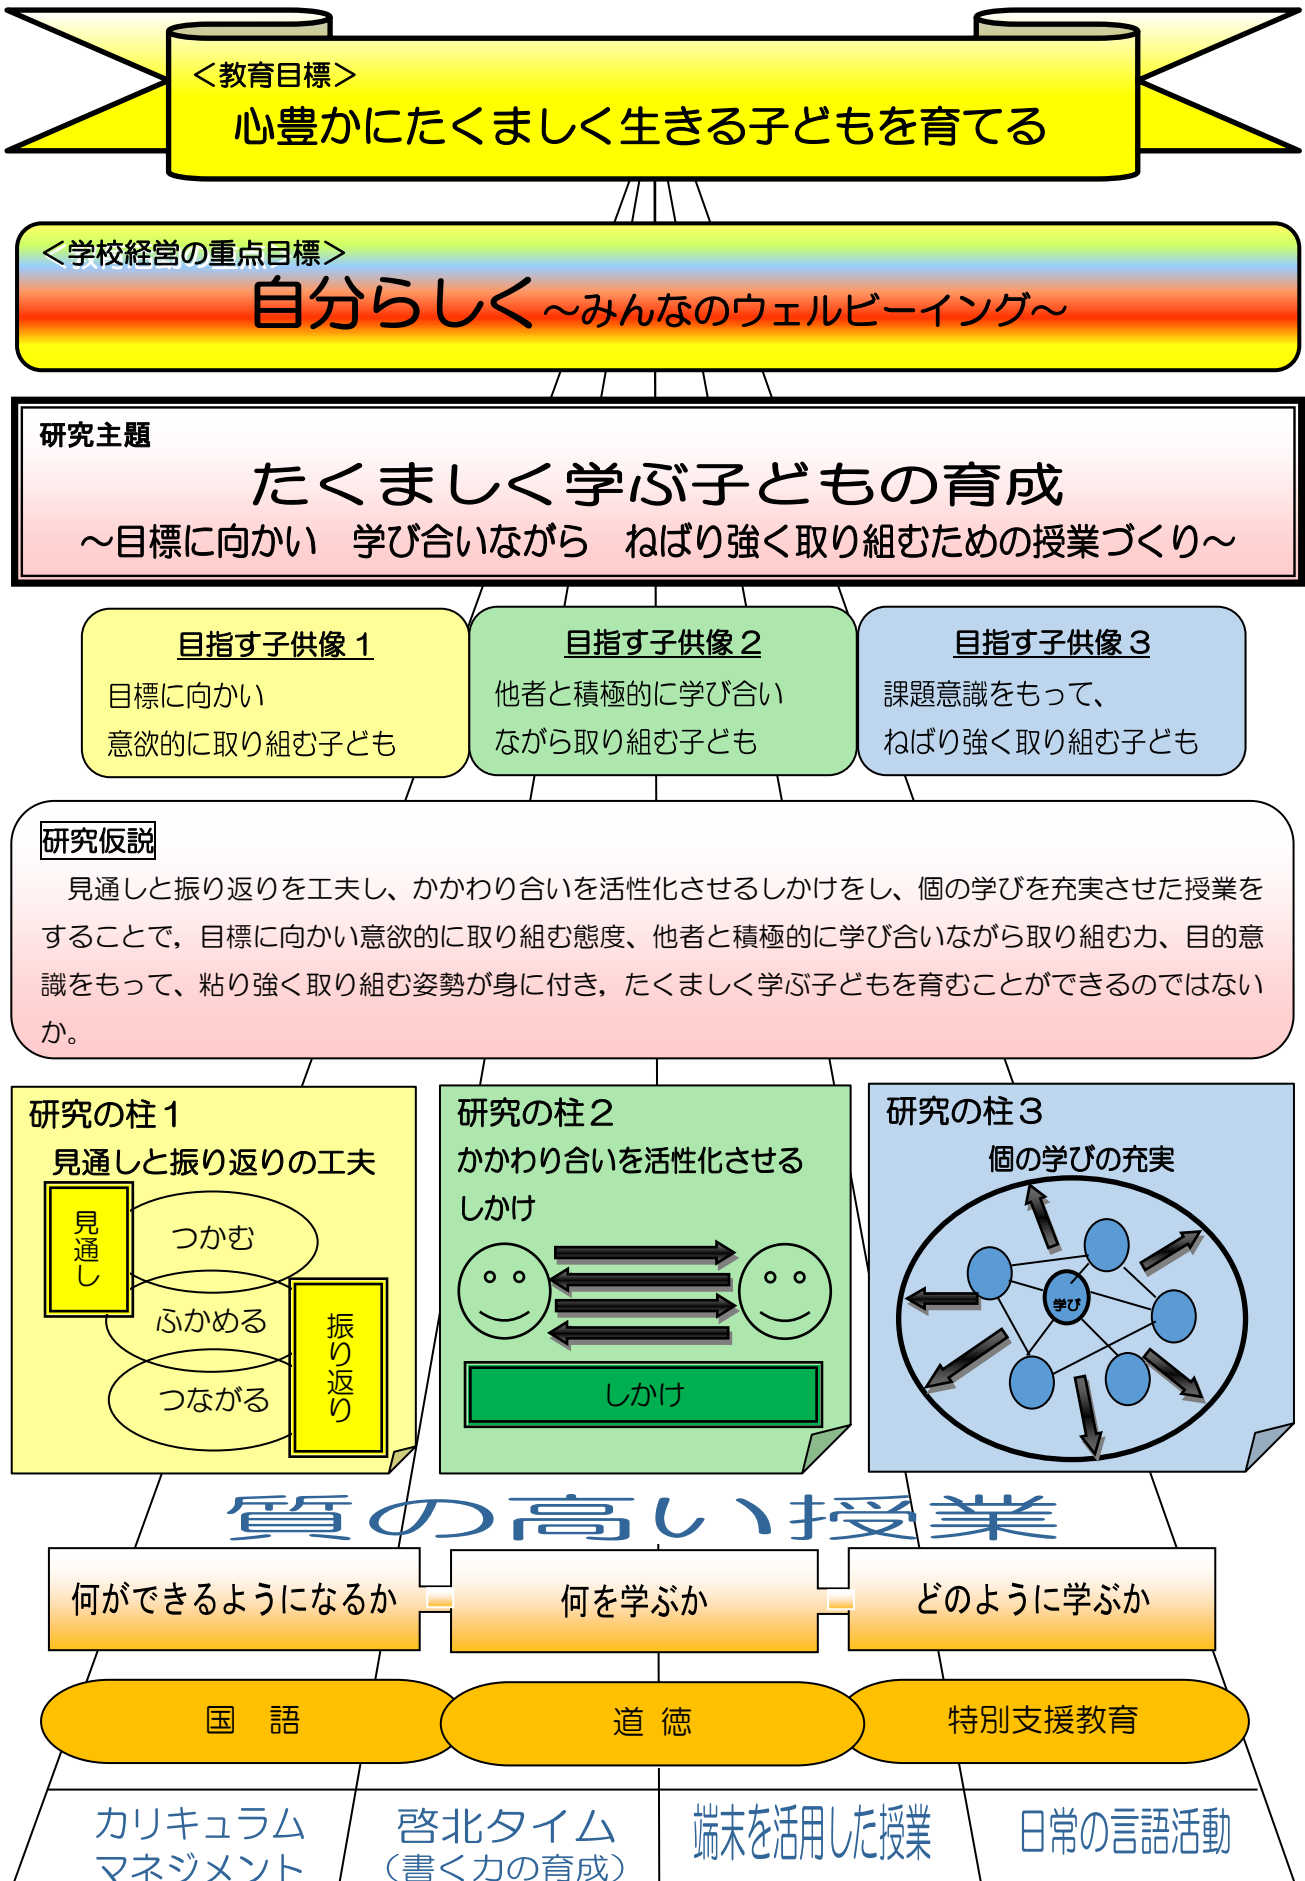 ＜教育目標＞
心豊かにたくましく生きる子どもを育てる
＜学校経営の重点目標＞
自分らしく～みんなのウェルビーイング～
研究主題
たくましく学ぶ子どもの育成
～目標に向かい　学び合いながら　ねばり強く取り組むための授業づくり～
目指す子供像１
目標に向かい
意欲的に取り組む子ども
目指す子供像２
他者と積極的に学び合い
ながら取り組む子ども
目指す子供像３
課題意識をもって、
ねばり強く取り組む子ども
研究仮説
　見通しと振り返りを工夫し、かかわり合いを活性化させるしかけをし、個の学びを充実させた授業を
することで，目標に向かい意欲的に取り組む態度、他者と積極的に学び合いながら取り組む力、目的意
識をもって、粘り強く取り組む姿勢が身に付き，たくましく学ぶ子どもを育むことができるのではない
か。
研究の柱１
見通しと振り返りの工夫
見通し
つかむ
ふかめる
つながる
振り返り
研究の柱２
かかわり合いを活性化させる
しかけ
しかけ
研究の柱３
個の学びの充実
学び
質の高い授業
何ができるようになるか
何を学ぶか
どのように学ぶか
国　語
道 徳
特別支援教育
カリキュラム
マネジメント
啓北タイム
（書く力の育成）
端末を活用した授業
日常の言語活動